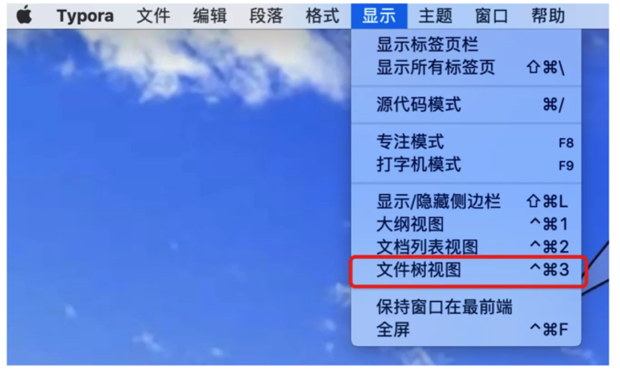 Typora 文件 编辑 段落 格式 显示 主题 窗口 帮助
显示标签页栏
显示所有标签页 ⇧⌘\
源代码模式 ⌘/
专注模式 F8
打字机模式 F9
显示/隐藏侧边栏 ⇧⌘L
大纲视图 ^⌘1
文档列表视图 ^⌘2
文件树视图 ^⌘3
保持窗口在最前端
全屏 ^⌘F